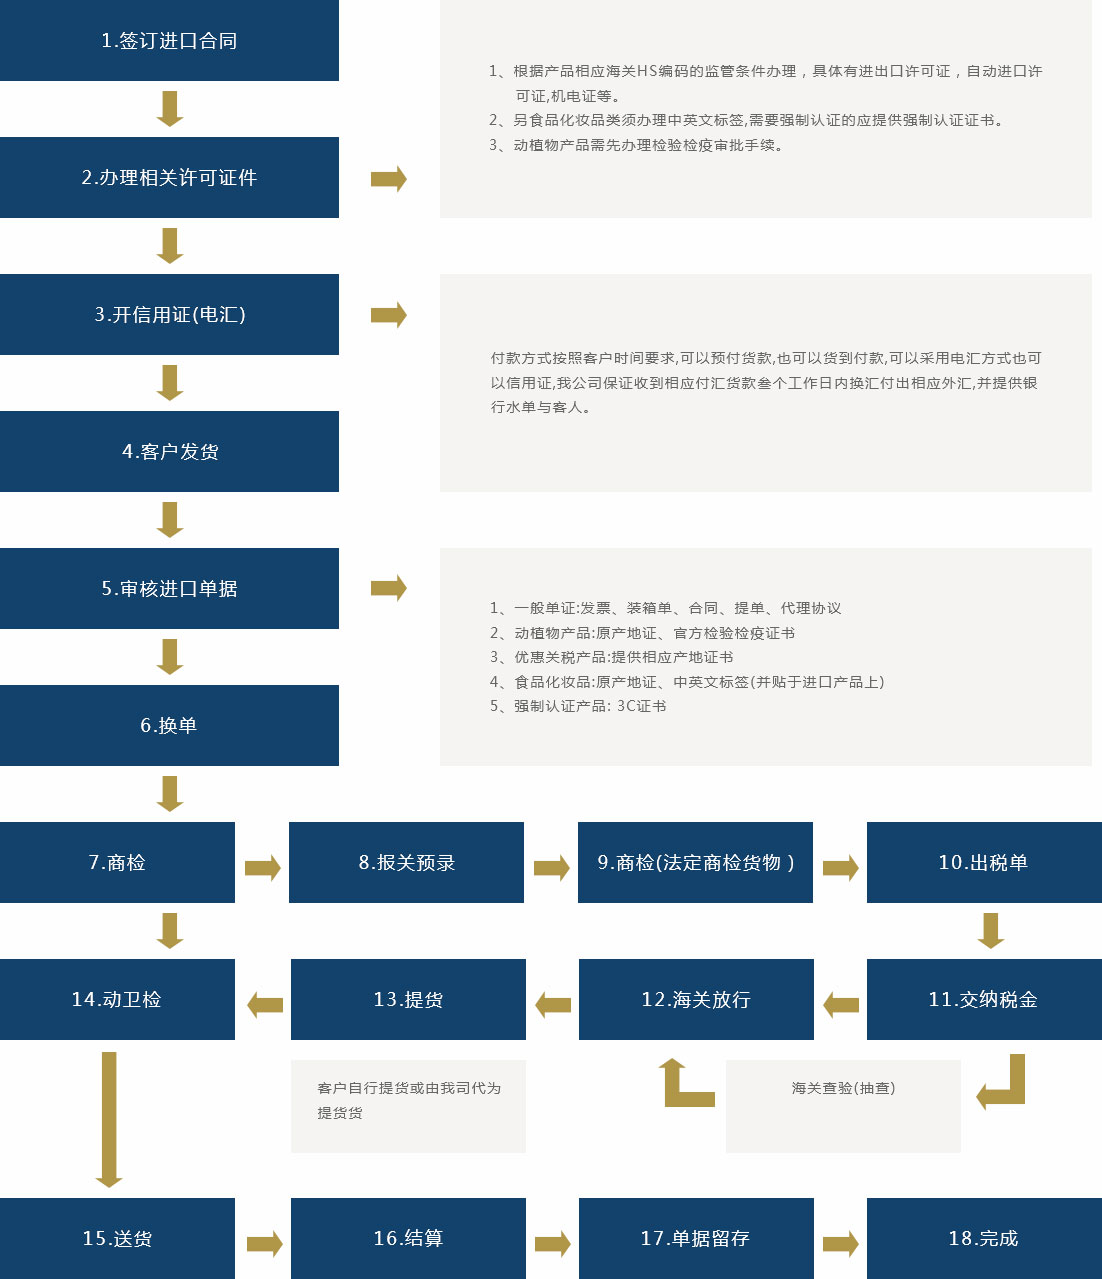 1.签订进口合同
2.办理相关许可证件
1、根据产品相应海关HS编码的监管条件办理，具体有进出口许可证，自动进口许
可证,机电证等。
2、另食品化妆品类须办理中英文标签,需要强制认证的应提供强制认证证书。
3、动植物产品需先办理检验检疫审批手续。
3.开信用证(电汇)
付款方式按照客户时间要求,可以预付货款,也可以货到付款,可以采用电汇方式也可
以信用证,我公司保证收到相应付汇货款叁个工作日内换汇付出相应外汇,并提供银
行水单与客人。
4.客户发货
5.审核进口单据
1、一般单证:发票、装箱单、合同、提单、代理协议
2、动植物产品:原产地证、官方检验检疫证书
3、优惠关税产品:提供相应产地证书
4、食品化妆品:原产地证、中英文标签(并贴于进口产品上)
5、强制认证产品: 3C证书
6.换单
7.商检
8.报关预录
9.商检(法定商检货物 )
10.出税单
14.动卫检
13.提货
12.海关放行
11.交纳税金
客户自行提货或由我司代为
提货货
海关查验(抽查)
15.送货
16.结算
17.单据留存
18.完成